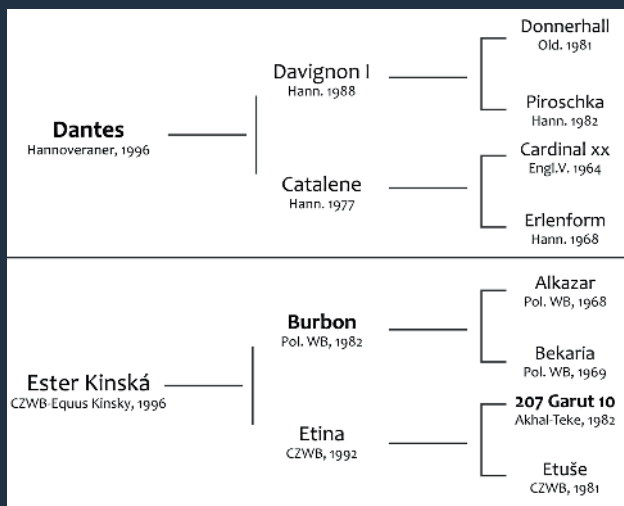 Donnerhall
Old. 1981
Davignon I
Hann. 1988
Piroschka
Hann. 1982
Dantes
Hannoveraner, 1996
Cardinal xx
Engl.V. 1964
Catalene
Hann. 1977
Erlenform
Hann. 1968
Alkazar
Pol. WB, 1968
Burbon
Pol. WB, 1982
Bekaria
Pol. WB, 1969
Ester Kinská
CZWB-Equus Kinsky, 1996
207 Garut 10
Akhal-Teke, 1982
Etina
CZWB, 1992
Etuše
CZWB, 1981